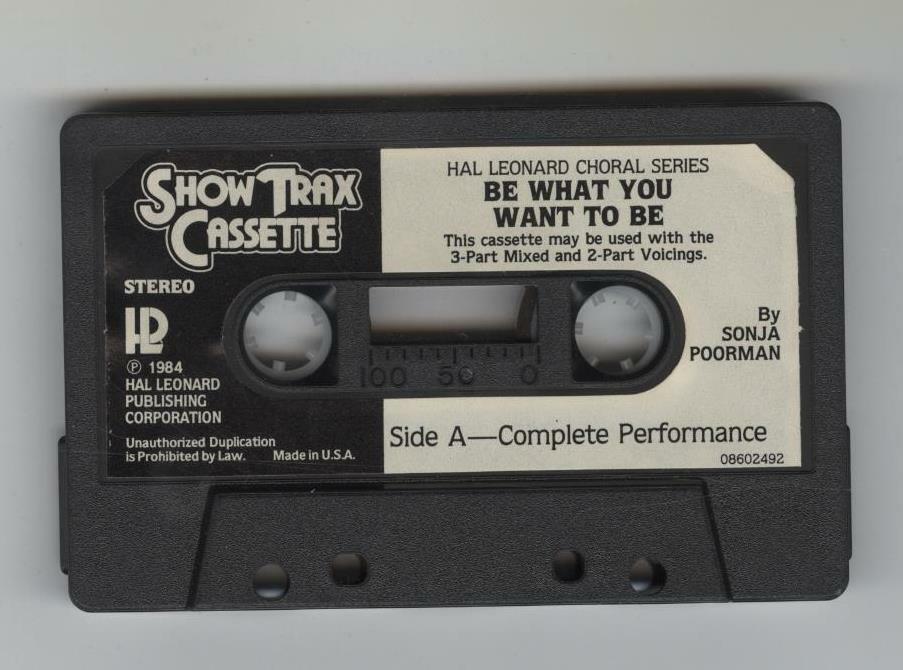 SHOW TRAX
CASSETTE
STEREO
HL
℗ 1984
HAL LEONARD
PUBLISHING
CORPORATION
Unauthorized Duplication
is Prohibited by Law. Made in U.S.A.
HAL LEONARD CHORAL SERIES
BE WHAT YOU
WANT TO BE
This cassette may be used with the
3-Part Mixed and 2-Part Voicings.
By
SONJA
POORMAN
100 50 0
Side A—Complete Performance
08602492